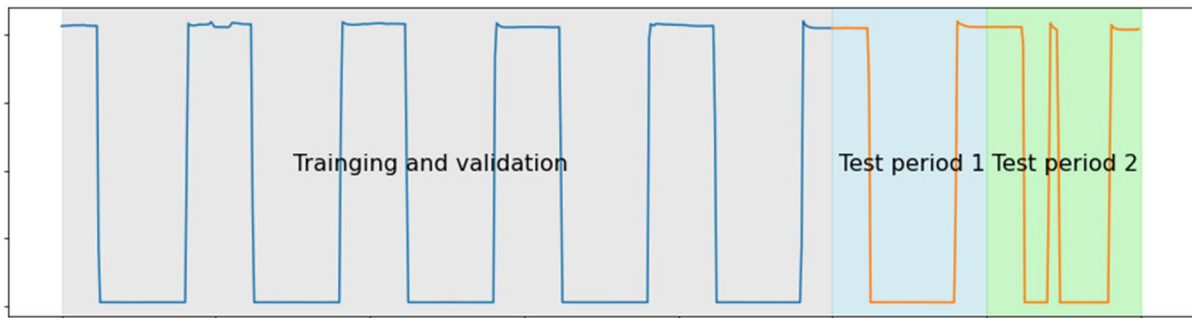 Trainging and validation
Test period 1
Test period 2